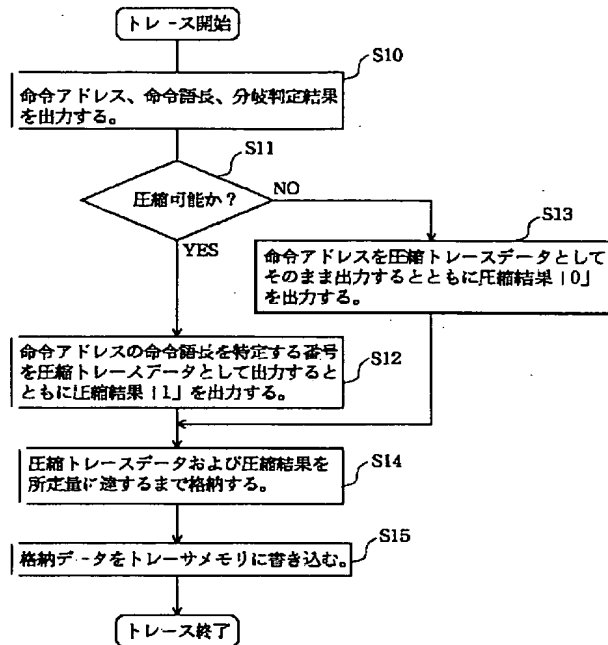 トレース開始
S10
命令アドレス、命令語長、分岐判定結果
を出力する。
S11
圧縮可能か？
NO
YES
S13
命令アドレスを圧縮トレースデータとして
そのまま出力するとともに圧縮結果「0」
を出力する。
命令アドレスの命令語長を特定する番号
を圧縮トレースデータとして出力すると
ともに圧縮結果「1」を出力する。
S12
圧縮トレースデータおよび圧縮結果を
所定量に達するまで格納する。
S14
格納データをトレーサメモリに書き込む。
S15
トレース終了